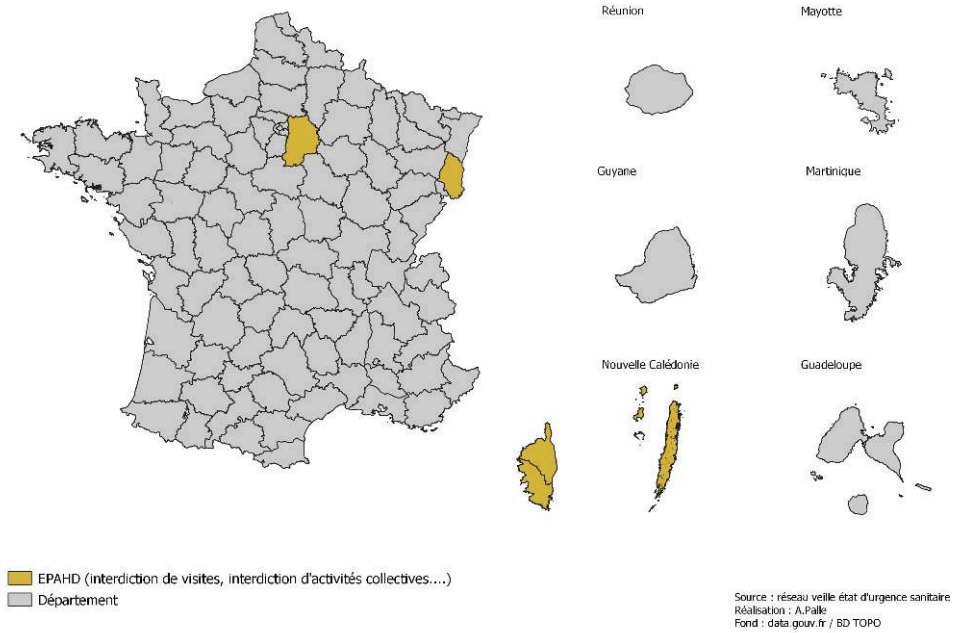 Réunion
Mayotte
Guyane
Martinique
Nouvelle Calédonie
Guadeloupe
EPAHD (interdiction de visites, interdiction d'activités collectives....)
Département
Source : réseau veille état d'urgence sanitaire
Réalisation : A.Palle
Fond : data.gouv.fr / BD TOPO